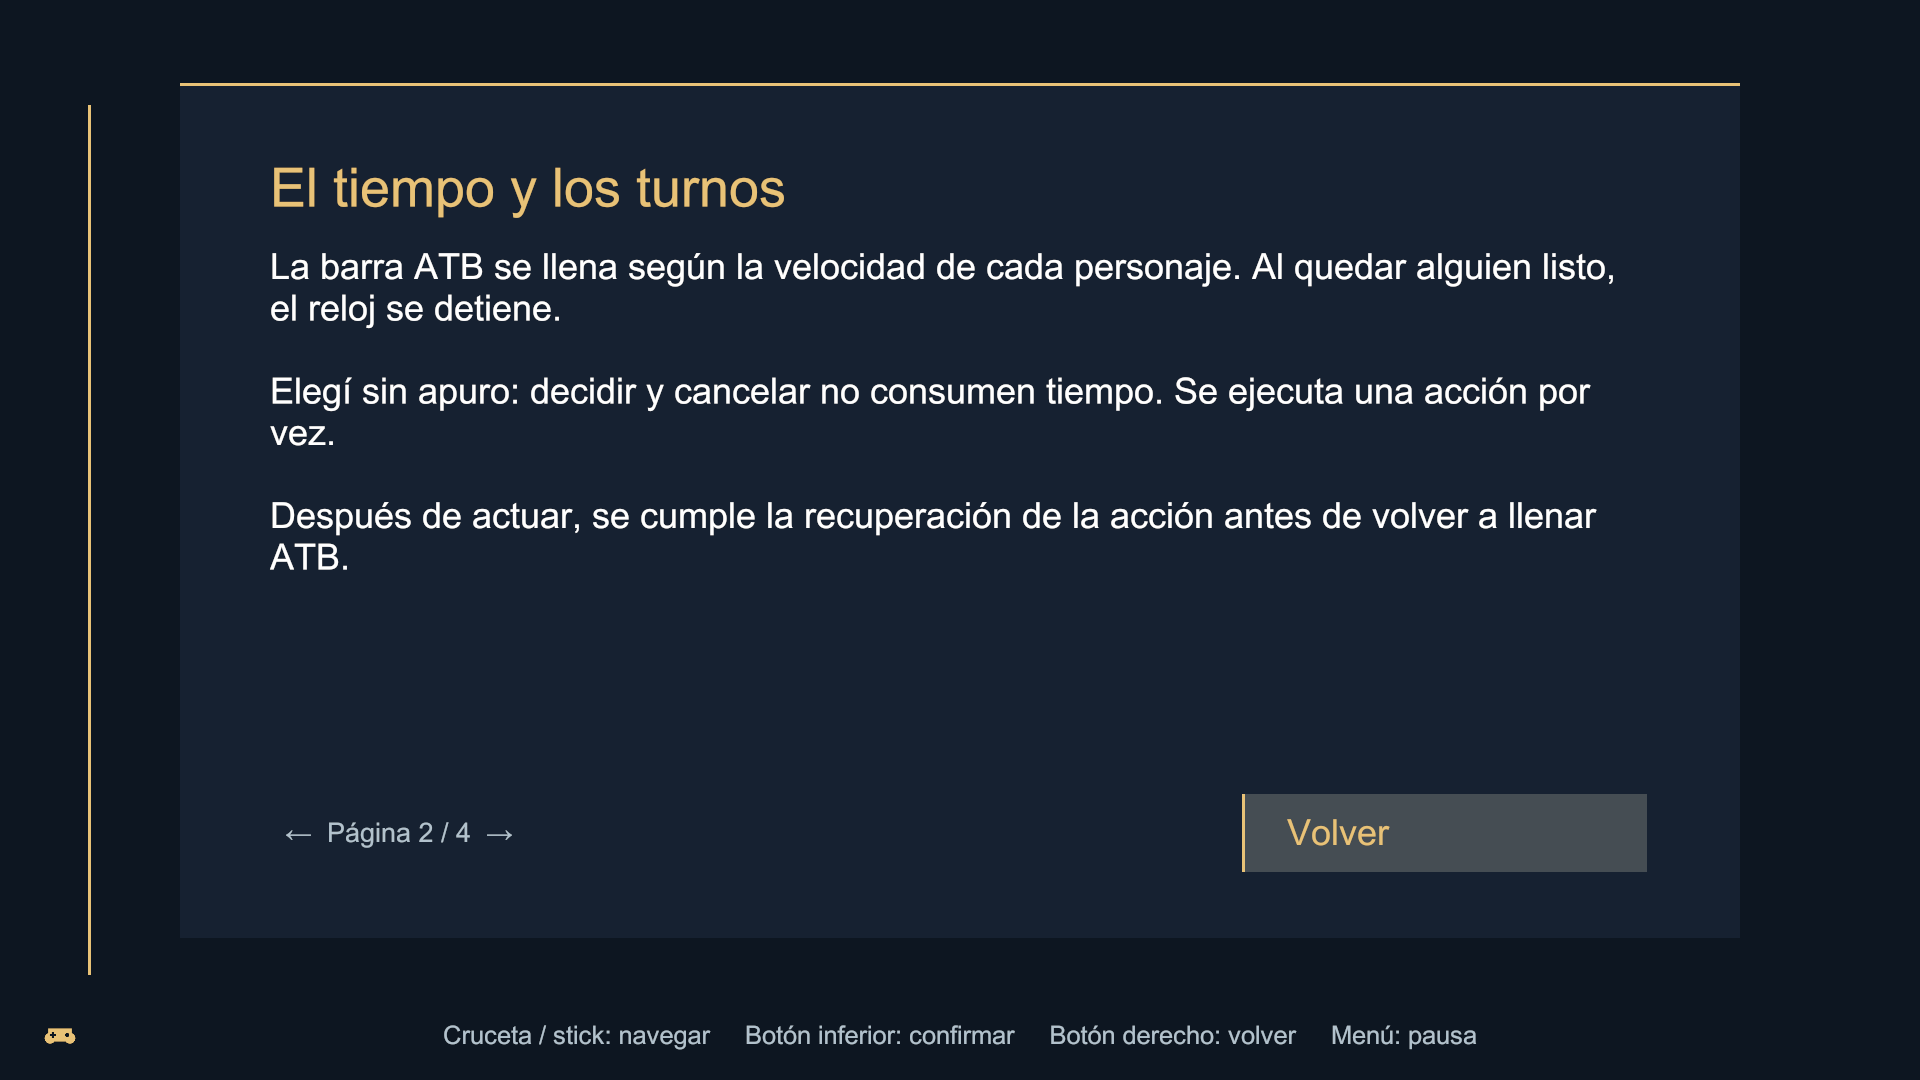 El tiempo y los turnos
La barra ATB se llena según la velocidad de cada personaje. Al quedar alguien listo,
el reloj se detiene.
Elegí sin apuro: decidir y cancelar no consumen tiempo. Se ejecuta una acción por
vez.
Después de actuar, se cumple la recuperación de la acción antes de volver a llenar
ATB.
← Página 2 / 4 →
Volver
Cruceta / stick: navegar Botón inferior: confirmar Botón derecho: volver Menú: pausa